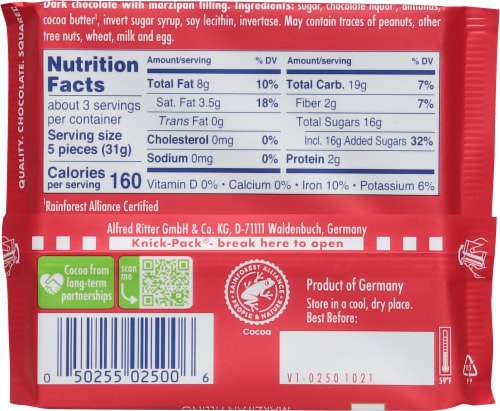 Dark chocolate with marzipan filling. Ingredients: sugar, chocolate liquor¹, almonds,
cocoa butter¹, invert sugar syrup, soy lecithin, invertase. May contain traces of peanuts, other
tree nuts, wheat, milk and egg.
QUALITY. CHOCOLATE. SQUARED.
Nutrition
Facts
about 3 servings
per container
Serving size
5 pieces (31g)
Calories
per serving 160
Amount/serving % DV
Total Fat 8g 10%
Sat. Fat 3.5g 18%
Trans Fat 0g
Cholesterol 0mg 0%
Sodium 0mg 0%
Amount/serving % DV
Total Carb. 19g 7%
Fiber 2g 7%
Total Sugars 16g
Incl. 16g Added Sugars 32%
Protein 2g
Vitamin D 0% • Calcium 0% • Iron 10% • Potassium 6%
¹Rainforest Alliance Certified
Alfred Ritter GmbH & Co. KG, D-71111 Waldenbuch, Germany
Knick-Pack®- break here to open
Cocoa from
long-term
partnerships
scan
me
RAINFOREST ALLIANCE
PEOPLE & NATURE
Cocoa
Product of Germany
Store in a cool, dry place.
Best Before:
0 50255 02500 6
V1-02501021
59°F